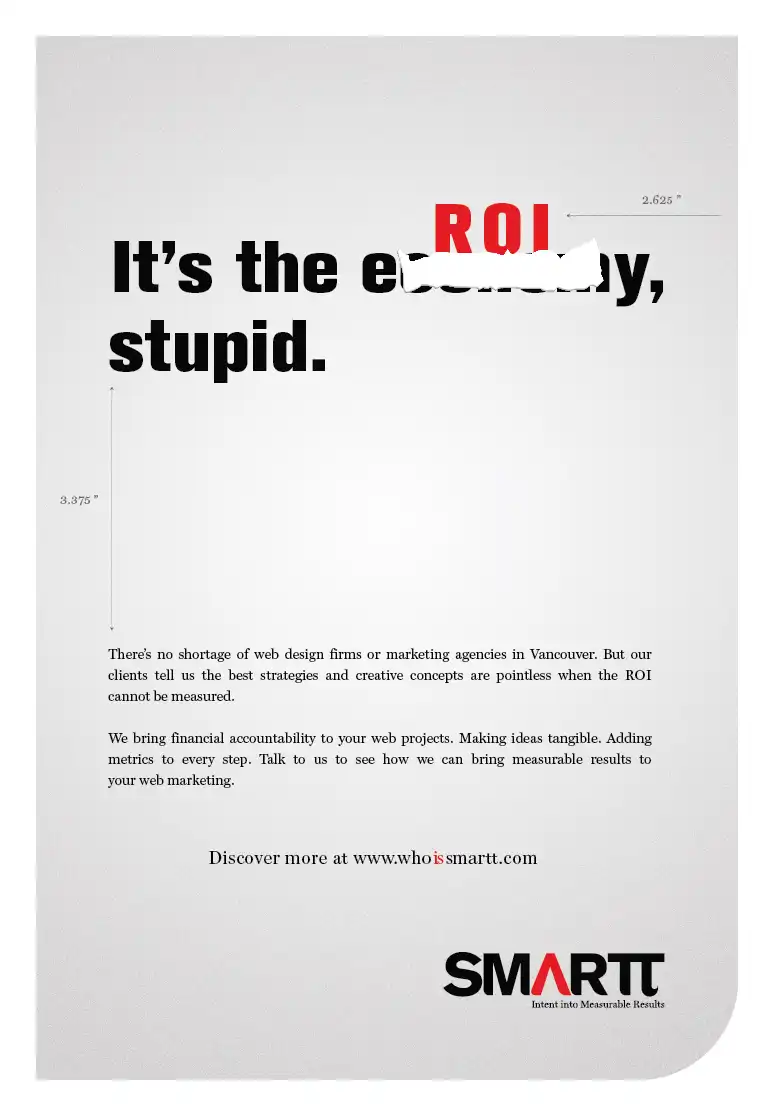 2.625 "
ROI
It's the economy,
stupid.
3.375 "
There's no shortage of web design firms or marketing agencies in Vancouver. But our
clients tell us the best strategies and creative concepts are pointless when the ROI
cannot be measured.
We bring financial accountability to your web projects. Making ideas tangible. Adding
metrics to every step. Talk to us to see how we can bring measurable results to
your web marketing.
Discover more at www.whoissmartt.com
SMARTT
Intent into Measurable Results